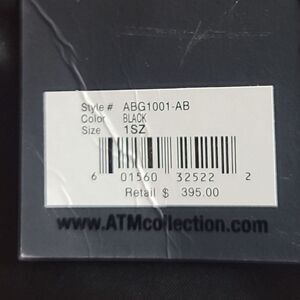 Style # ABG1001-AB
Color BLACK
Size 1SZ
6 01560 32522 2
Retail $ 395.00
www.ATMcollection.com